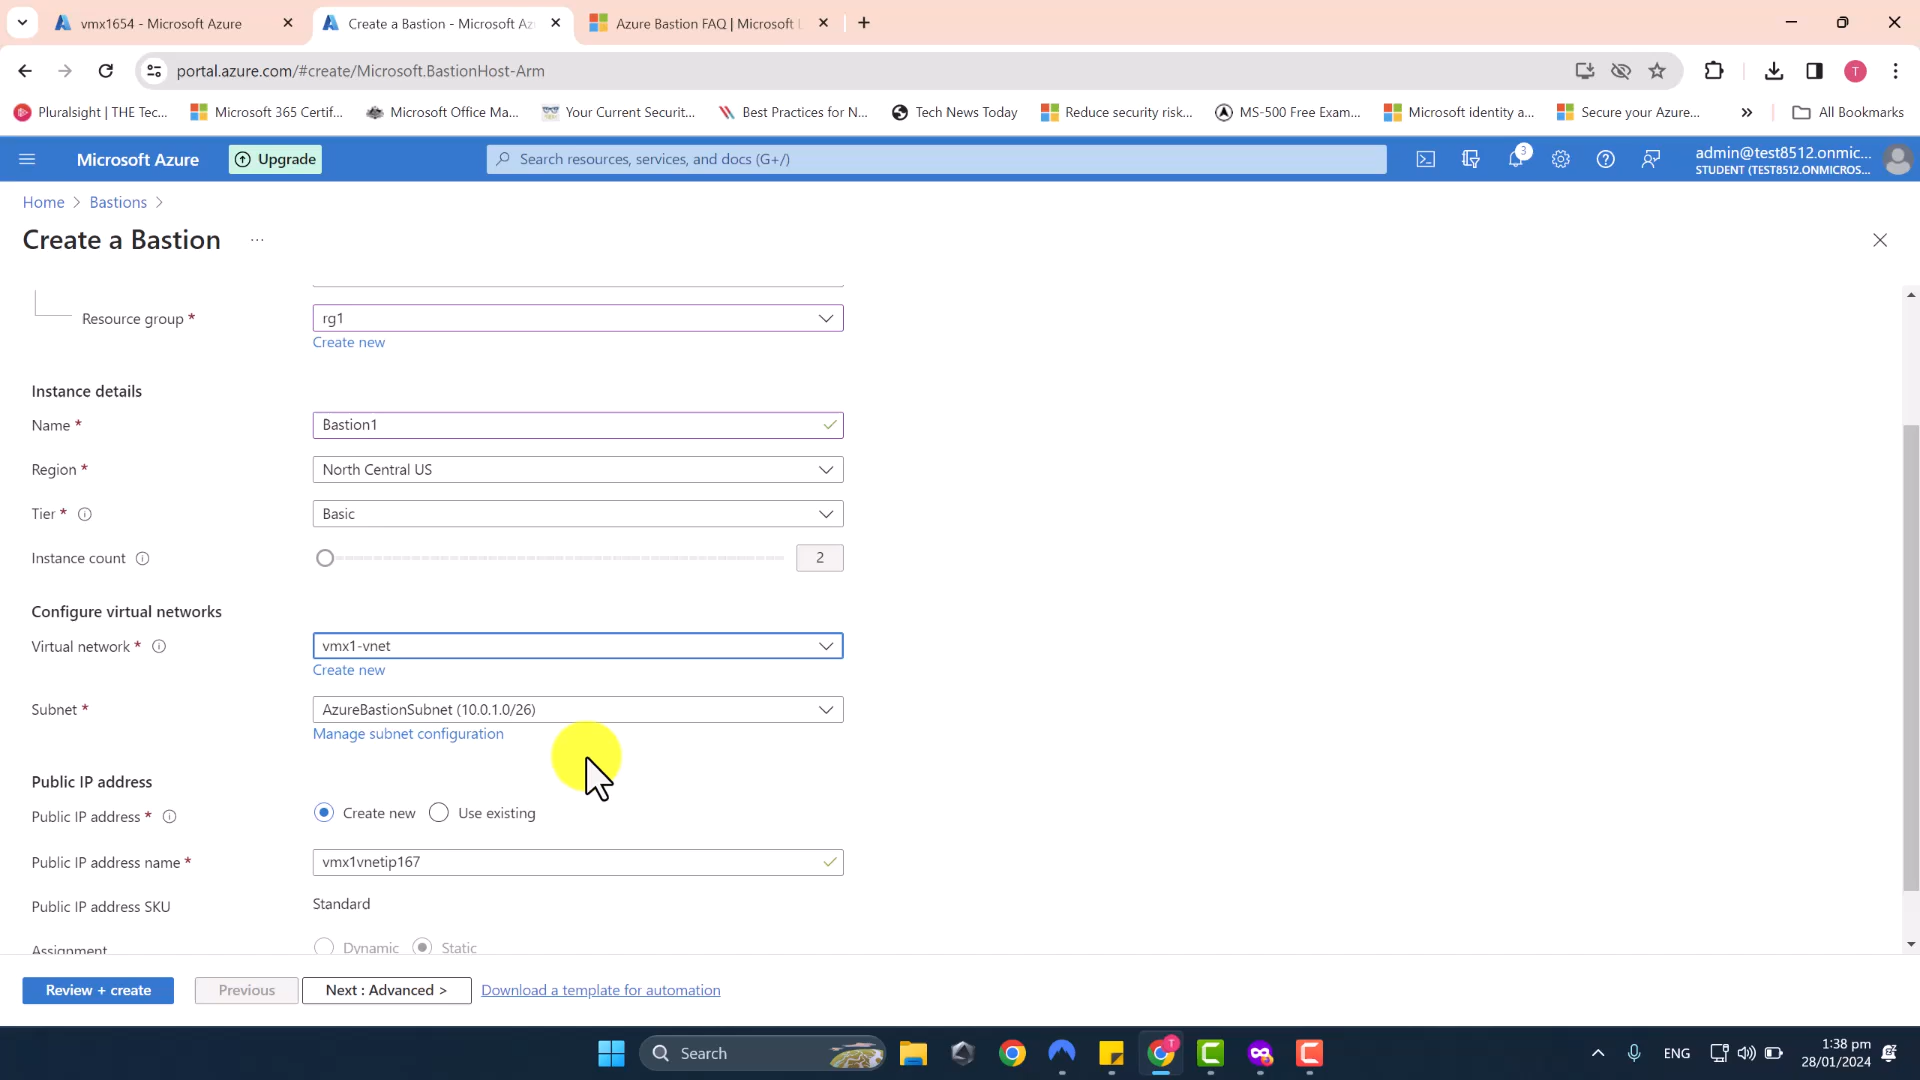 vmx1654 - Microsoft Azure
Create a Bastion - Microsoft Az
Azure Bastion FAQ | Microsoft L
portal.azure.com/#create/Microsoft.BastionHost-Arm
T
Pluralsight | THE Tec...
Microsoft 365 Certif...
Microsoft Office Ma...
Your Current Securit...
Best Practices for N...
Tech News Today
Reduce security risk...
MS-500 Free Exam...
Microsoft identity a...
Secure your Azure...
»
All Bookmarks
Microsoft Azure
Upgrade
Search resources, services, and docs (G+/)
3
admin@test8512.onmic...
STUDENT (TEST8512.ONMICROS...
Home > Bastions >
Create a Bastion ...
Resource group *
rg1
Create new
Instance details
Name *
Bastion1
Region *
North Central US
Tier *
Basic
Instance count
2
Configure virtual networks
Virtual network *
vmx1-vnet
Create new
Subnet *
AzureBastionSubnet (10.0.1.0/26)
Manage subnet configuration
Public IP address
Public IP address *
Create new
Use existing
Public IP address name *
vmx1vnetip167
Public IP address SKU
Standard
Assignment
Dynamic
Static
Review + create
Previous
Next : Advanced >
Download a template for automation
Search
T
ENG
1:38 pm
28/01/2024